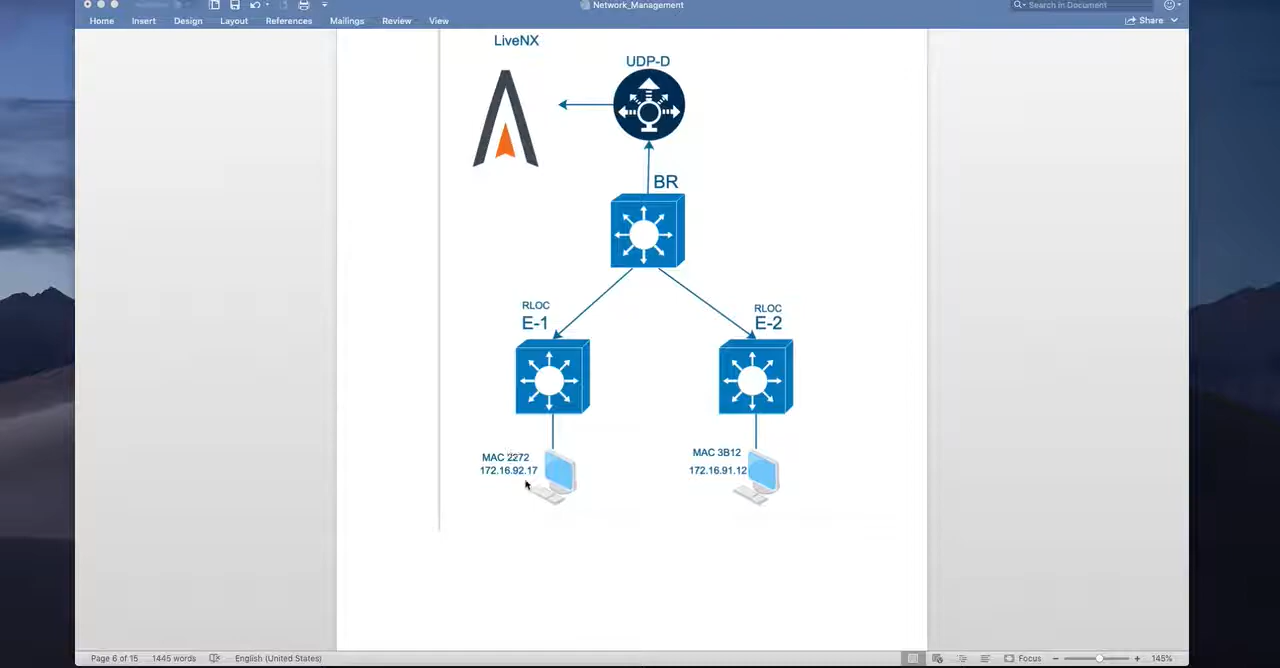 Network_Management
Search in Document
Home Insert Design Layout References Mailings Review View
Share
LiveNX
UDP-D
BR
RLOC
E-1
RLOC
E-2
MAC 2272
172.16.92.17
MAC 3B12
172.16.91.12
Page 6 of 15 1445 words English (United States) Focus 145%